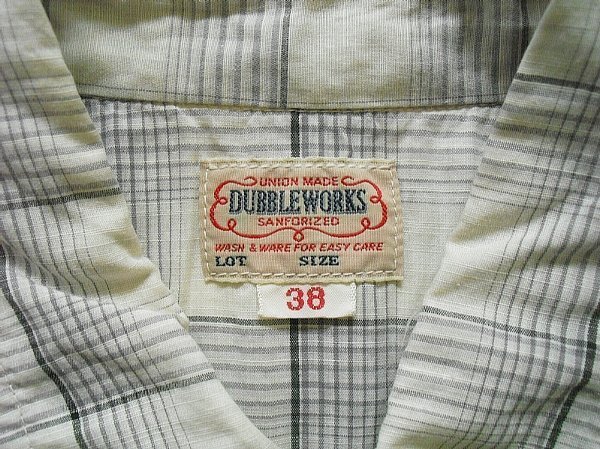 UNION MADE
DUBBLEWORKS
SANFORIZED
WASH & WARE FOR EASY CARE
LOT SIZE
38